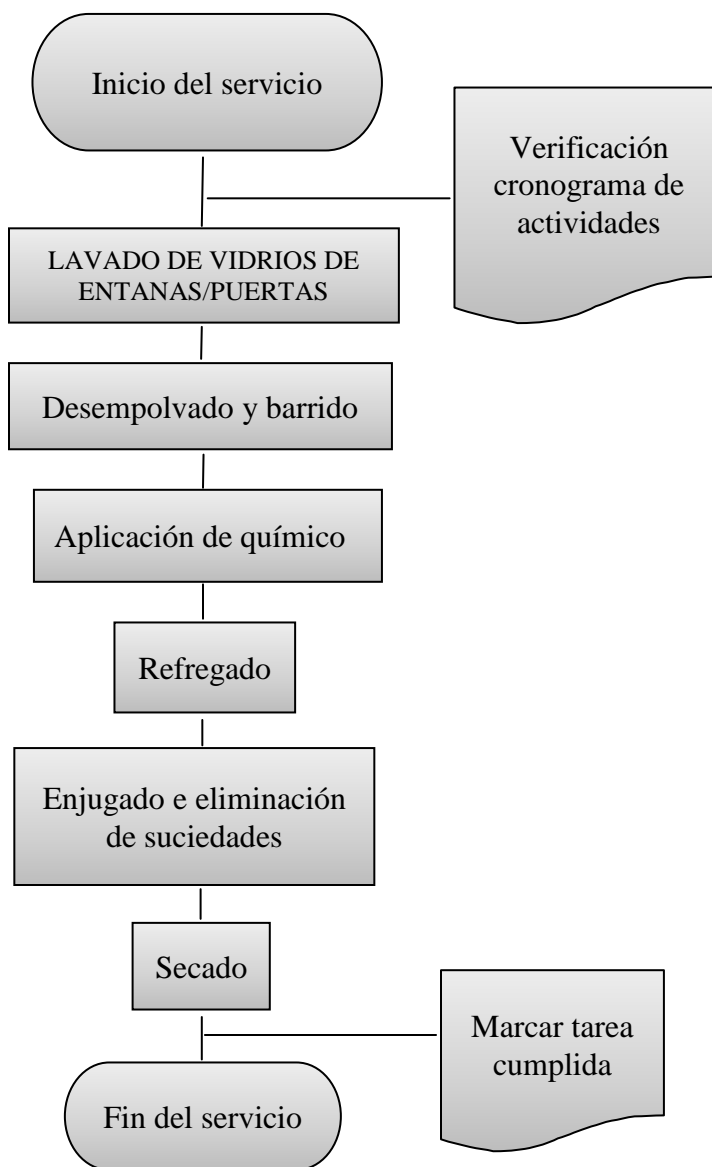 Inicio del servicio
Verificación
cronograma de
actividades
LAVADO DE VIDRIOS DE
ENTANAS/PUERTAS
Desempolvado y barrido
Aplicación de químico
Refregado
Enjugado e eliminación
de suciedades
Secado
Marcar tarea
cumplida
Fin del servicio